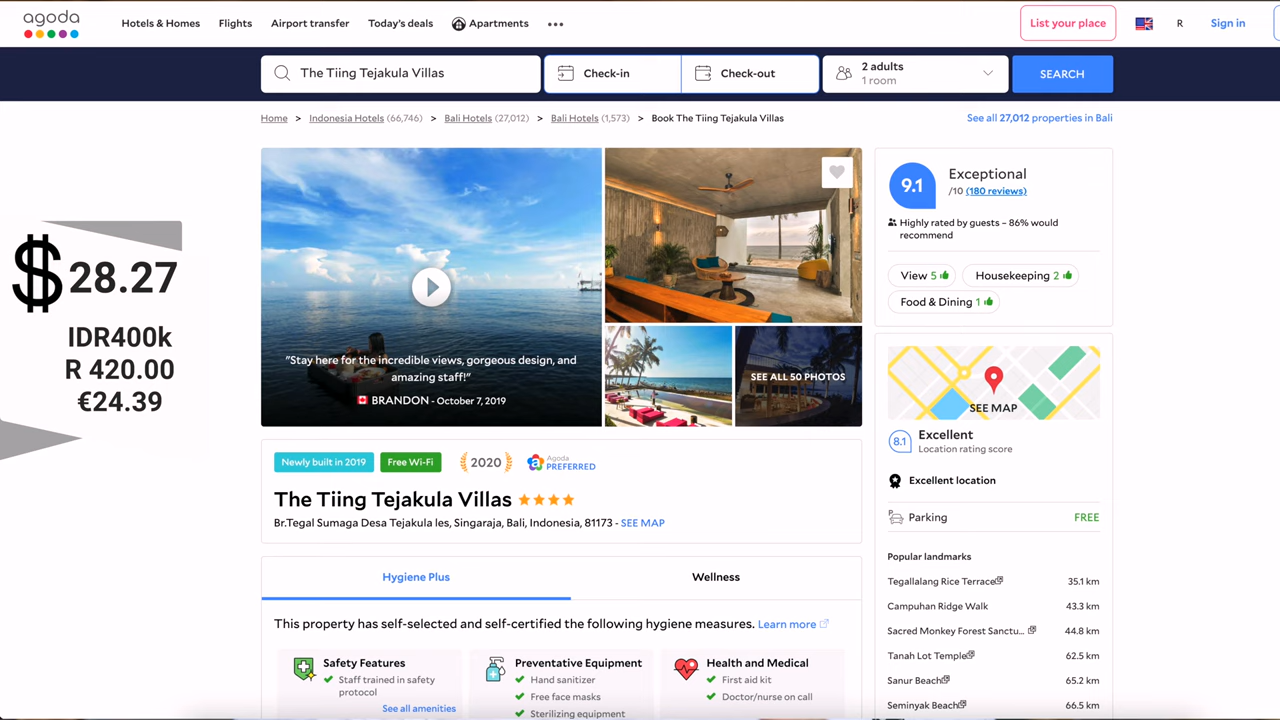 agoda
Hotels & Homes
Flights
Airport transfer
Today's deals
Apartments
List your place
R
Sign in
The Tiing Tejakula Villas
Check-in
Check-out
2 adults
1 room
SEARCH
Home > Indonesia Hotels (66,746) > Bali Hotels (27,012) > Bali Hotels (1,573) > Book The Tiing Tejakula Villas
See all 27,012 properties in Bali
$28.27
IDR400k
R 420.00
€24.39
"Stay here for the incredible views, gorgeous design, and
amazing staff!"
BRANDON - October 7, 2019
SEE ALL 50 PHOTOS
9.1
Exceptional
/10 (180 reviews)
Highly rated by guests – 86% would
recommend
View 5
Housekeeping 2
Food & Dining 1
SEE MAP
8.1
Excellent
Location rating score
Excellent location
P
Parking
FREE
Popular landmarks
Tegallalang Rice Terrace 35.1 km
Campuhan Ridge Walk 43.3 km
Sacred Monkey Forest Sanctu... 44.8 km
Tanah Lot Temple 62.5 km
Sanur Beach 65.2 km
Seminyak Beach 66.5 km
Newly built in 2019
Free Wi-Fi
2020
Agoda
PREFERRED
The Tiing Tejakula Villas
Br.Tegal Sumaga Desa Tejakula les, Singaraja, Bali, Indonesia, 81173 - SEE MAP
Hygiene Plus
Wellness
This property has self-selected and self-certified the following hygiene measures. Learn more
Safety Features
Staff trained in safety
protocol
See all amenities
Preventative Equipment
Hand sanitizer
Free face masks
Sterilizing equipment
Health and Medical
First aid kit
Doctor/nurse on call